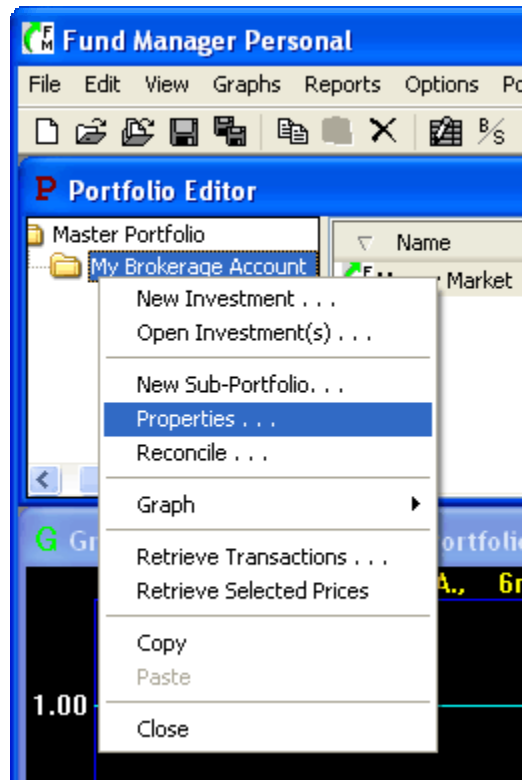 Fund Manager Personal
File Edit View Graphs Reports Options
P Portfolio Editor
Master Portfolio
Name
My Brokerage Account
Market
New Investment . . .
Open Investment(s) . . .
New Sub-Portfolio. . .
Properties . . .
Reconcile . . .
Graph
G
Retrieve Transactions . . .
Retrieve Selected Prices
Copy
Paste
1.00
Close